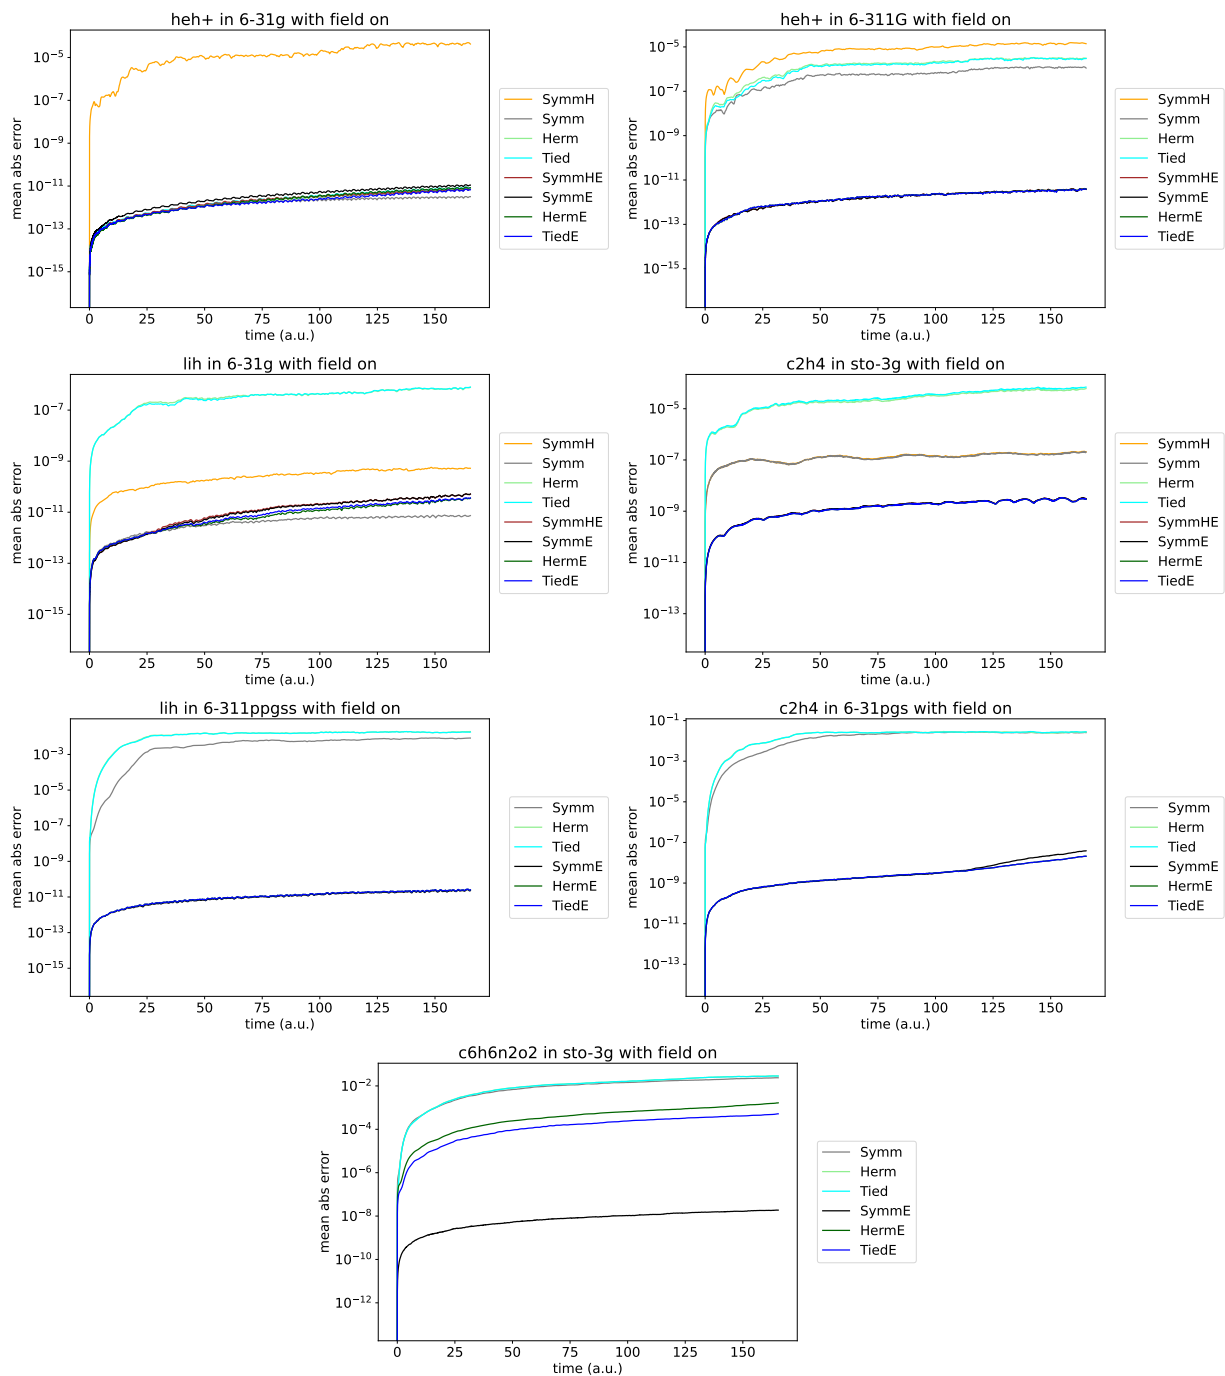 heh+ in 6-31g with field on
mean abs error
10⁻⁵
10⁻⁷
10⁻⁹
10⁻¹¹
10⁻¹³
10⁻¹⁵
0 25 50 75 100 125 150
time (a.u.)
SymmH
Symm
Herm
Tied
SymmHE
SymmE
HermE
TiedE
heh+ in 6-311G with field on
mean abs error
10⁻⁵
10⁻⁷
10⁻⁹
10⁻¹¹
10⁻¹³
10⁻¹⁵
0 25 50 75 100 125 150
time (a.u.)
SymmH
Symm
Herm
Tied
SymmHE
SymmE
HermE
TiedE
lih in 6-31g with field on
mean abs error
10⁻⁷
10⁻⁹
10⁻¹¹
10⁻¹³
10⁻¹⁵
0 25 50 75 100 125 150
time (a.u.)
SymmH
Symm
Herm
Tied
SymmHE
SymmE
HermE
TiedE
c2h4 in sto-3g with field on
mean abs error
10⁻⁵
10⁻⁷
10⁻⁹
10⁻¹¹
10⁻¹³
0 25 50 75 100 125 150
time (a.u.)
SymmH
Symm
Herm
Tied
SymmHE
SymmE
HermE
TiedE
lih in 6-311ppgss with field on
mean abs error
10⁻³
10⁻⁵
10⁻⁷
10⁻⁹
10⁻¹¹
10⁻¹³
10⁻¹⁵
0 25 50 75 100 125 150
time (a.u.)
Symm
Herm
Tied
SymmE
HermE
TiedE
c2h4 in 6-31pgs with field on
mean abs error
10⁻¹
10⁻³
10⁻⁵
10⁻⁷
10⁻⁹
10⁻¹¹
10⁻¹³
0 25 50 75 100 125 150
time (a.u.)
Symm
Herm
Tied
SymmE
HermE
TiedE
c6h6n2o2 in sto-3g with field on
mean abs error
10⁻²
10⁻⁴
10⁻⁶
10⁻⁸
10⁻¹⁰
10⁻¹²
0 25 50 75 100 125 150
time (a.u.)
Symm
Herm
Tied
SymmE
HermE
TiedE